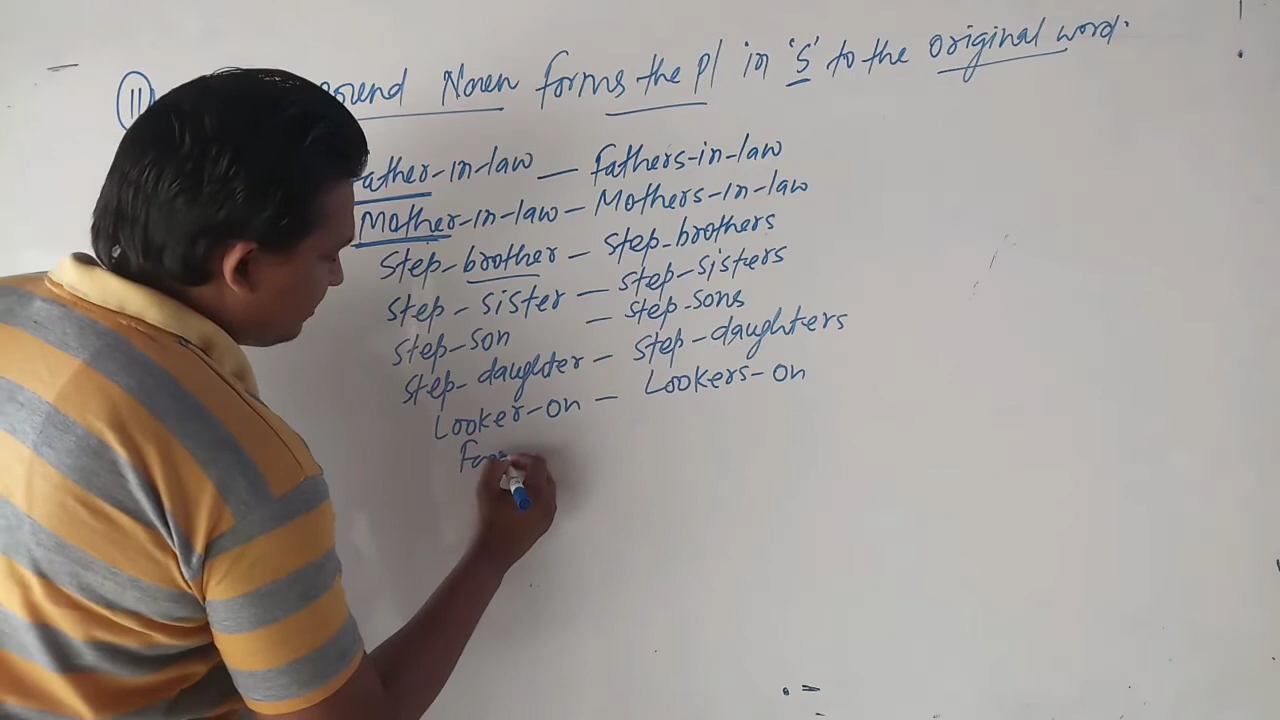 11 ound Noun forms the pl in 's' to the original word.
ather-in-law — Fathers-in-law
Mother-in-law — Mothers-in-law
Step-brother — Step-brothers
Step-sister — Step-sisters
Step-son — Step-sons
Step-daughter — Step-daughters
Looker-on — Lookers-on